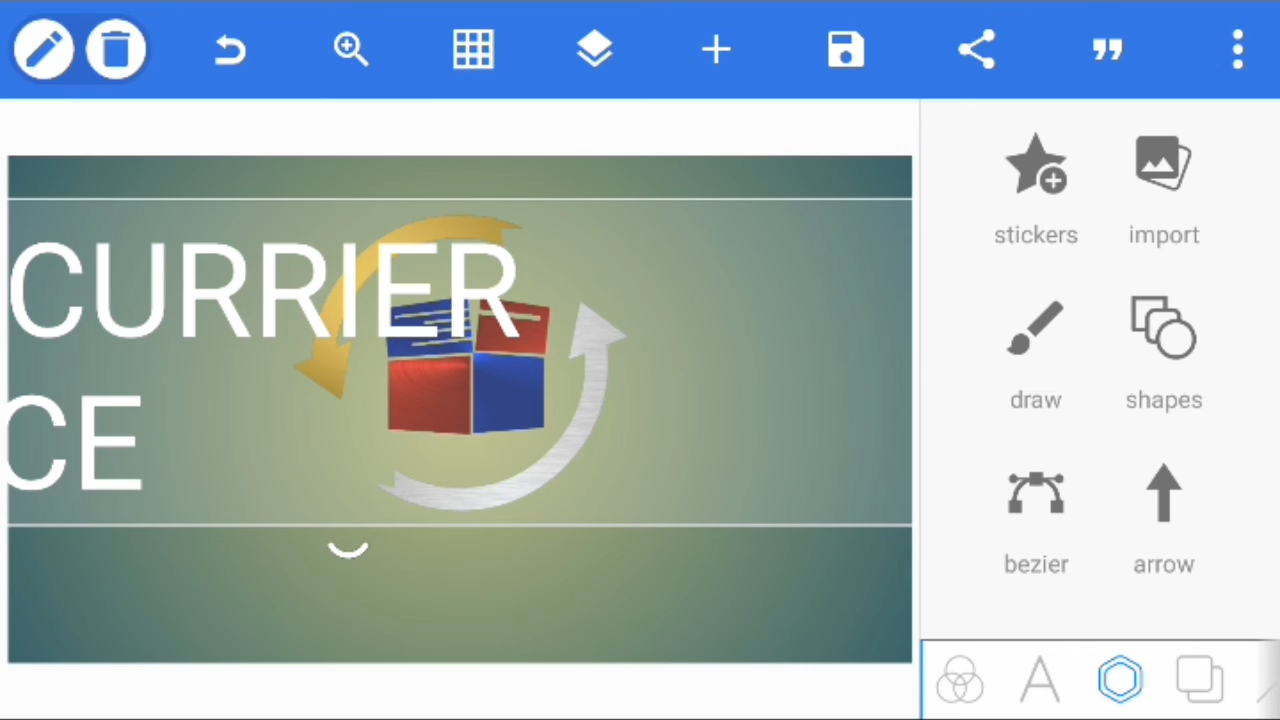 CURRIER
CE
stickers
import
draw
shapes
bezier
arrow